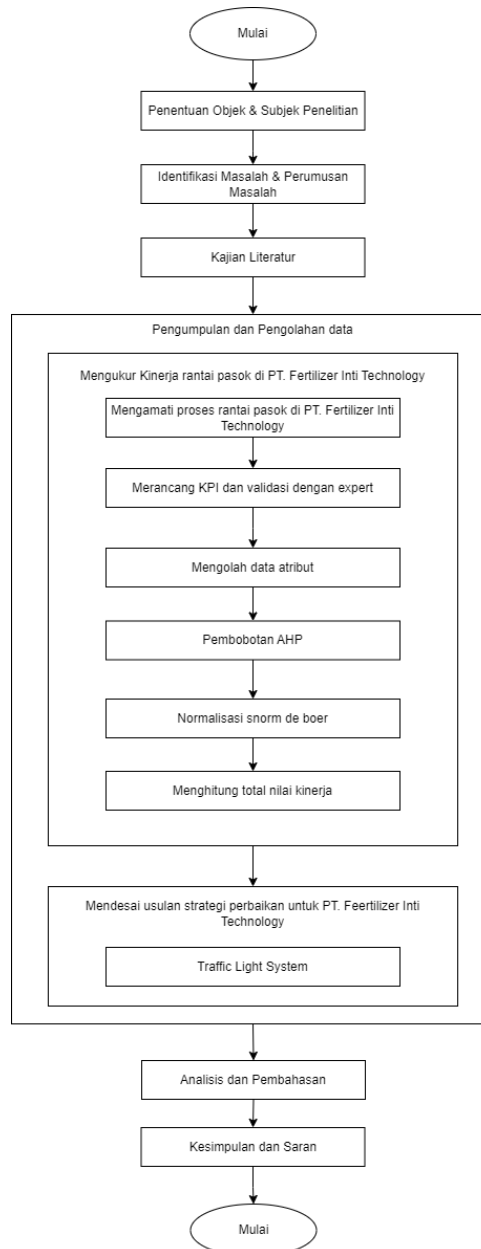 Mulai
Penentuan Objek & Subjek Penelitian
Identifikasi Masalah & Perumusan
Masalah
Kajian Literatur
Pengumpulan dan Pengolahan data
Mengukur Kinerja rantai pasok di PT. Fertilizer Inti Technology
Mengamati proses rantai pasok di PT. Fertilizer Inti
Technology
Merancang KPI dan validasi dengan expert
Mengolah data atribut
Pembobotan AHP
Normalisasi snorm de boer
Menghitung total nilai kinerja
Mendesai usulan strategi perbaikan untuk PT. Feertilizer Inti
Technology
Traffic Light System
Analisis dan Pembahasan
Kesimpulan dan Saran
Mulai